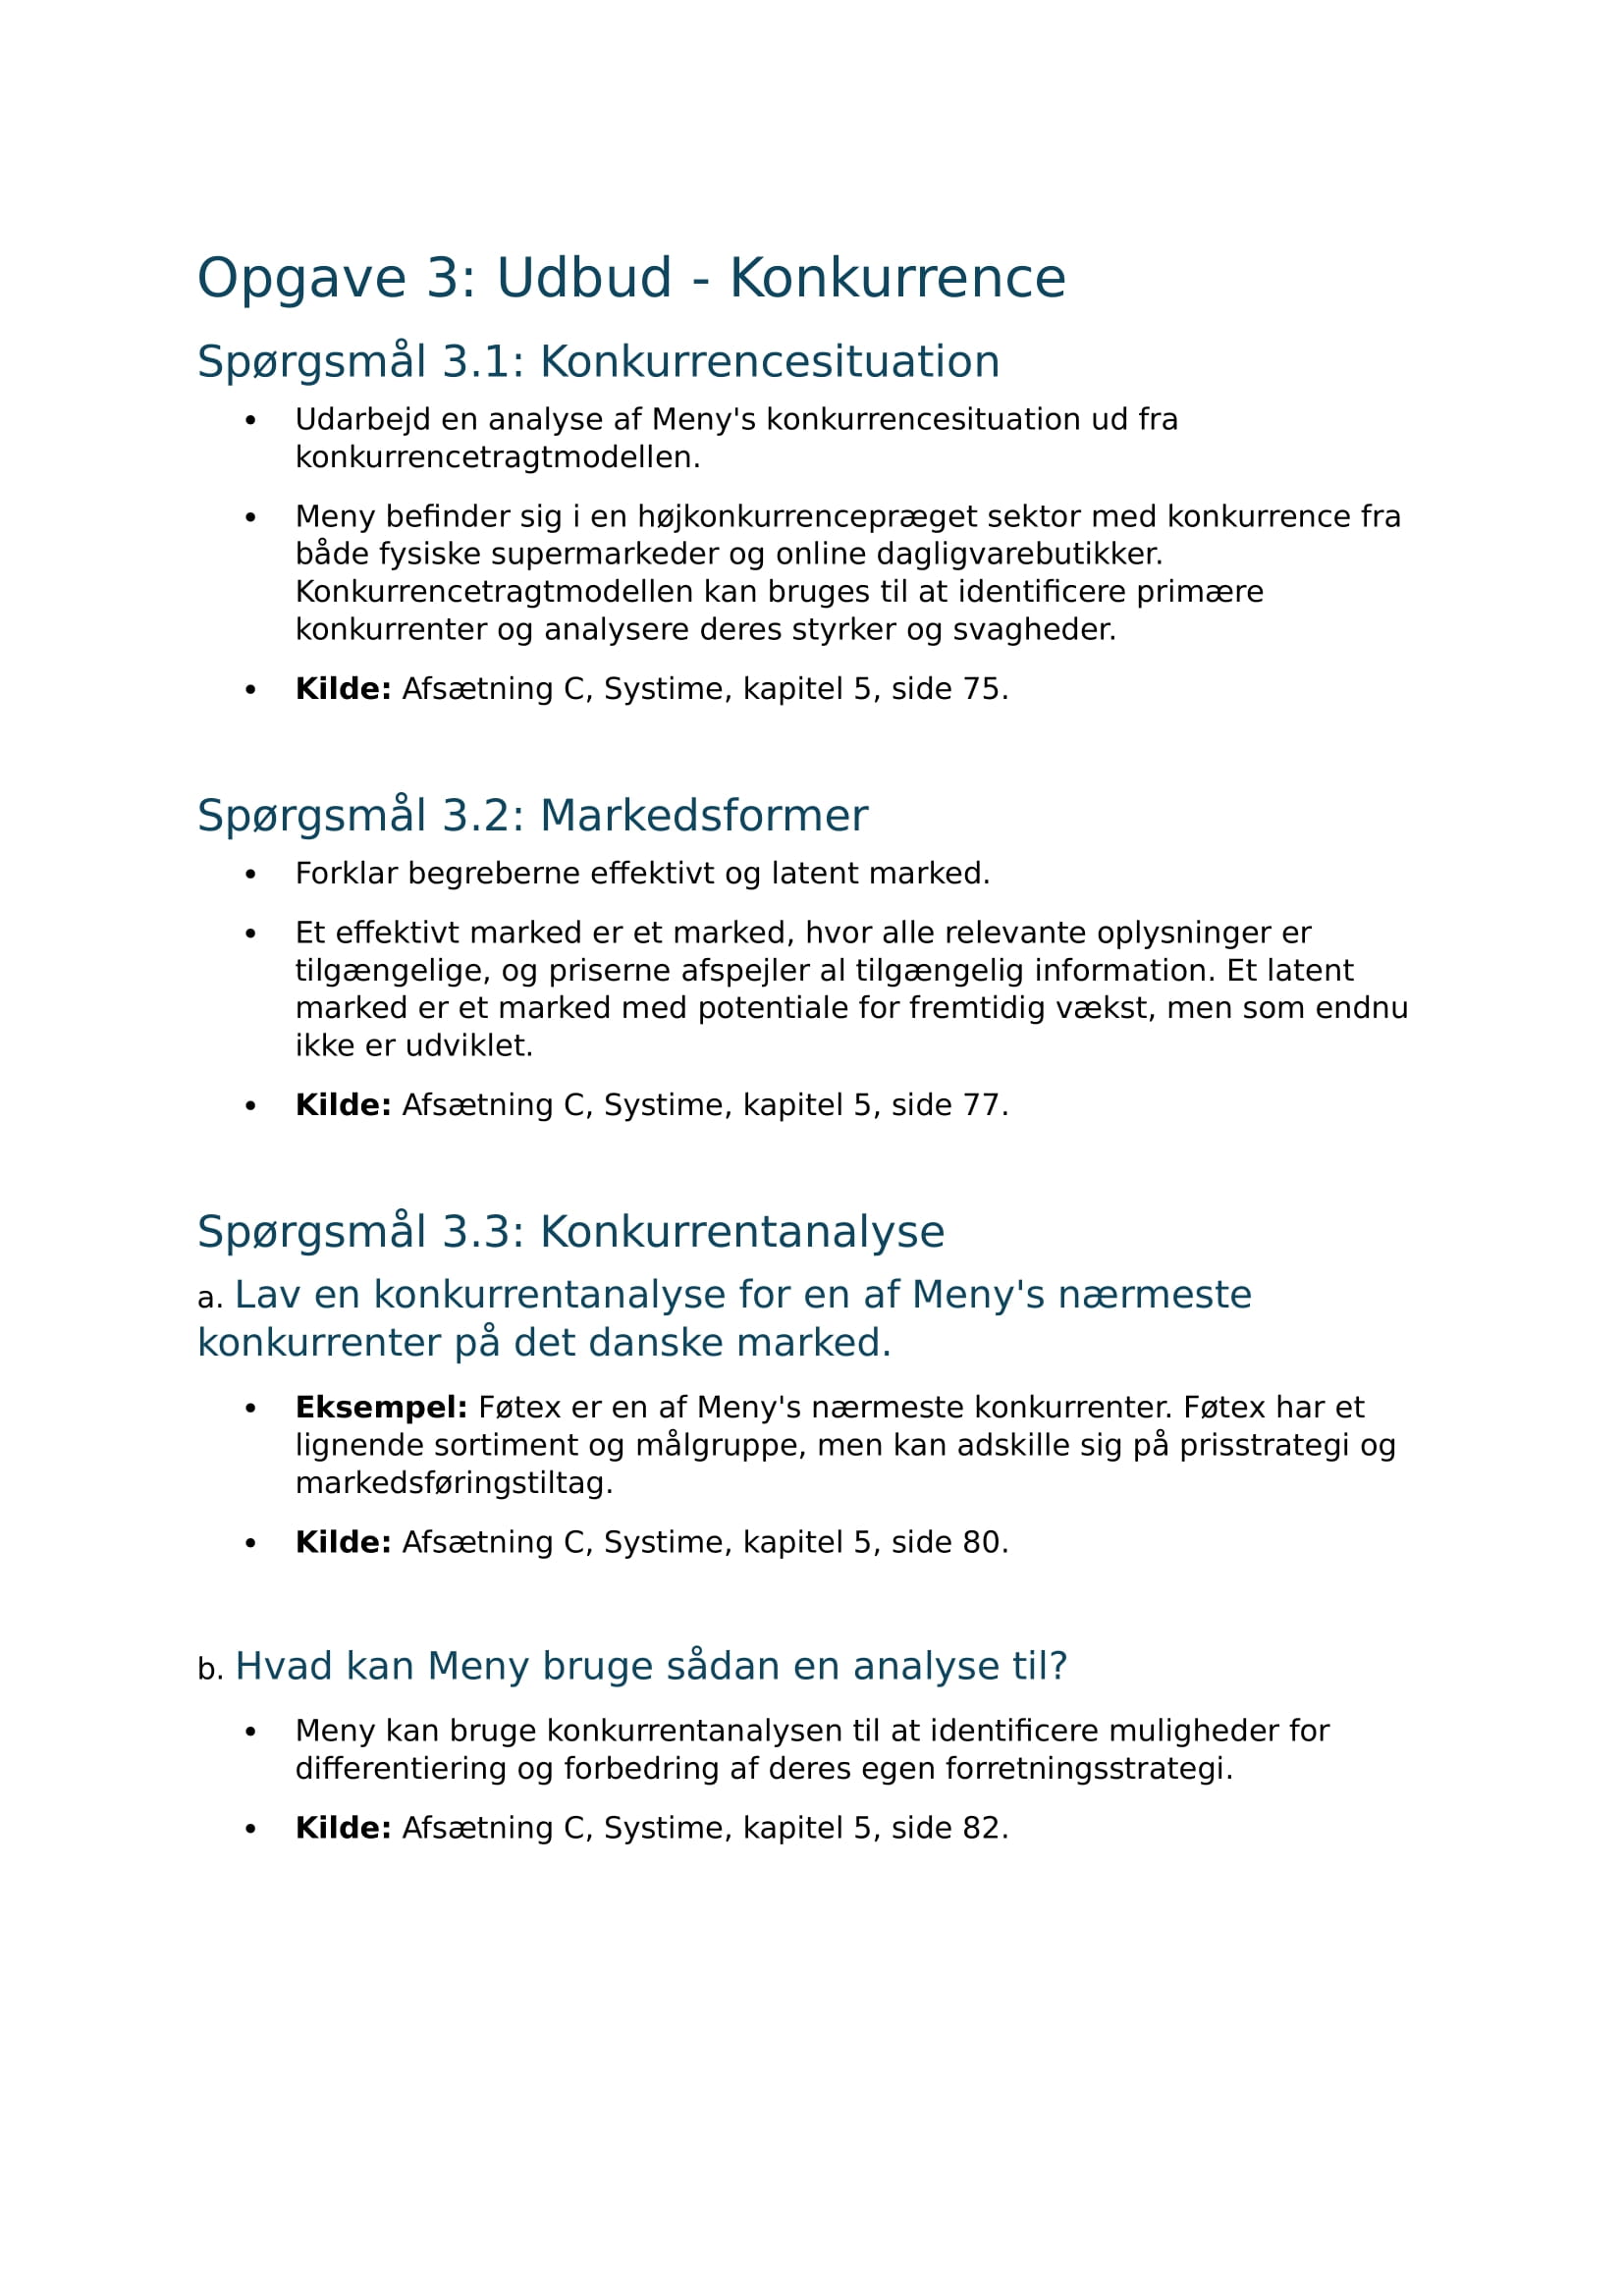 Opgave 3: Udbud - Konkurrence
Spørgsmål 3.1: Konkurrencesituation
• Udarbejd en analyse af Meny's konkurrencesituation ud fra
konkurrencetragtmodellen.
• Meny befinder sig i en højkonkurrencepræget sektor med konkurrence fra
både fysiske supermarkeder og online dagligvarebutikker.
Konkurrencetragtmodellen kan bruges til at identificere primære
konkurrenter og analysere deres styrker og svagheder.
• Kilde: Afsætning C, Systime, kapitel 5, side 75.
Spørgsmål 3.2: Markedsformer
• Forklar begreberne effektivt og latent marked.
• Et effektivt marked er et marked, hvor alle relevante oplysninger er
tilgængelige, og priserne afspejler al tilgængelig information. Et latent
marked er et marked med potentiale for fremtidig vækst, men som endnu
ikke er udviklet.
• Kilde: Afsætning C, Systime, kapitel 5, side 77.
Spørgsmål 3.3: Konkurrentanalyse
a. Lav en konkurrentanalyse for en af Meny's nærmeste
konkurrenter på det danske marked.
• Eksempel: Føtex er en af Meny's nærmeste konkurrenter. Føtex har et
lignende sortiment og målgruppe, men kan adskille sig på prisstrategi og
markedsføringstiltag.
• Kilde: Afsætning C, Systime, kapitel 5, side 80.
b. Hvad kan Meny bruge sådan en analyse til?
• Meny kan bruge konkurrentanalysen til at identificere muligheder for
differentiering og forbedring af deres egen forretningsstrategi.
• Kilde: Afsætning C, Systime, kapitel 5, side 82.